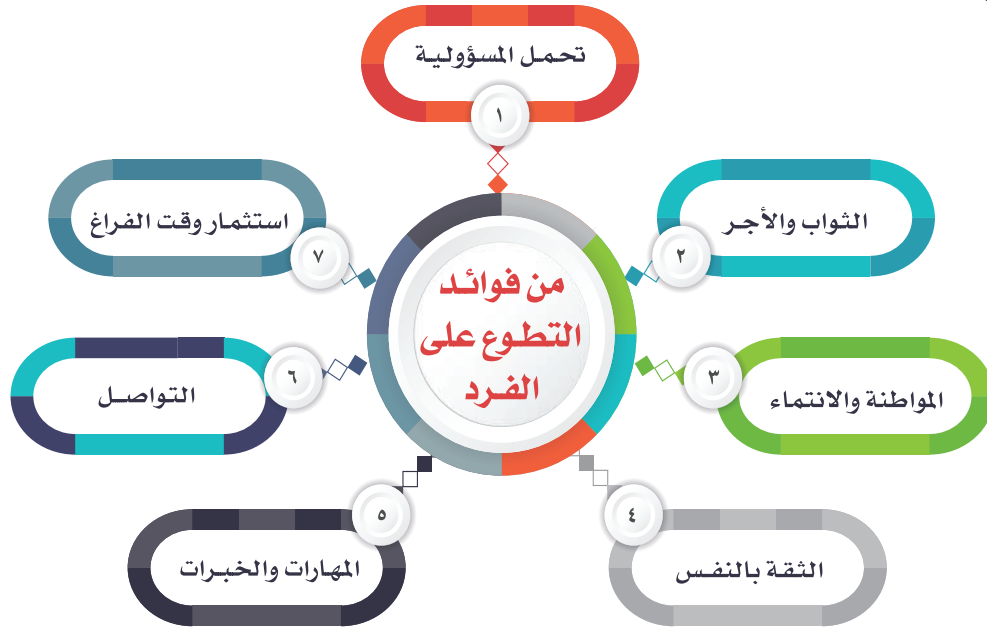 من فوائد
التطوع على
الفرد
١
تحمل المسؤولية
٢
الثواب والأجر
٣
المواطنة والانتماء
٤
الثقة بالنفس
٥
المهارات والخبرات
٦
التواصل
٧
استثمار وقت الفراغ